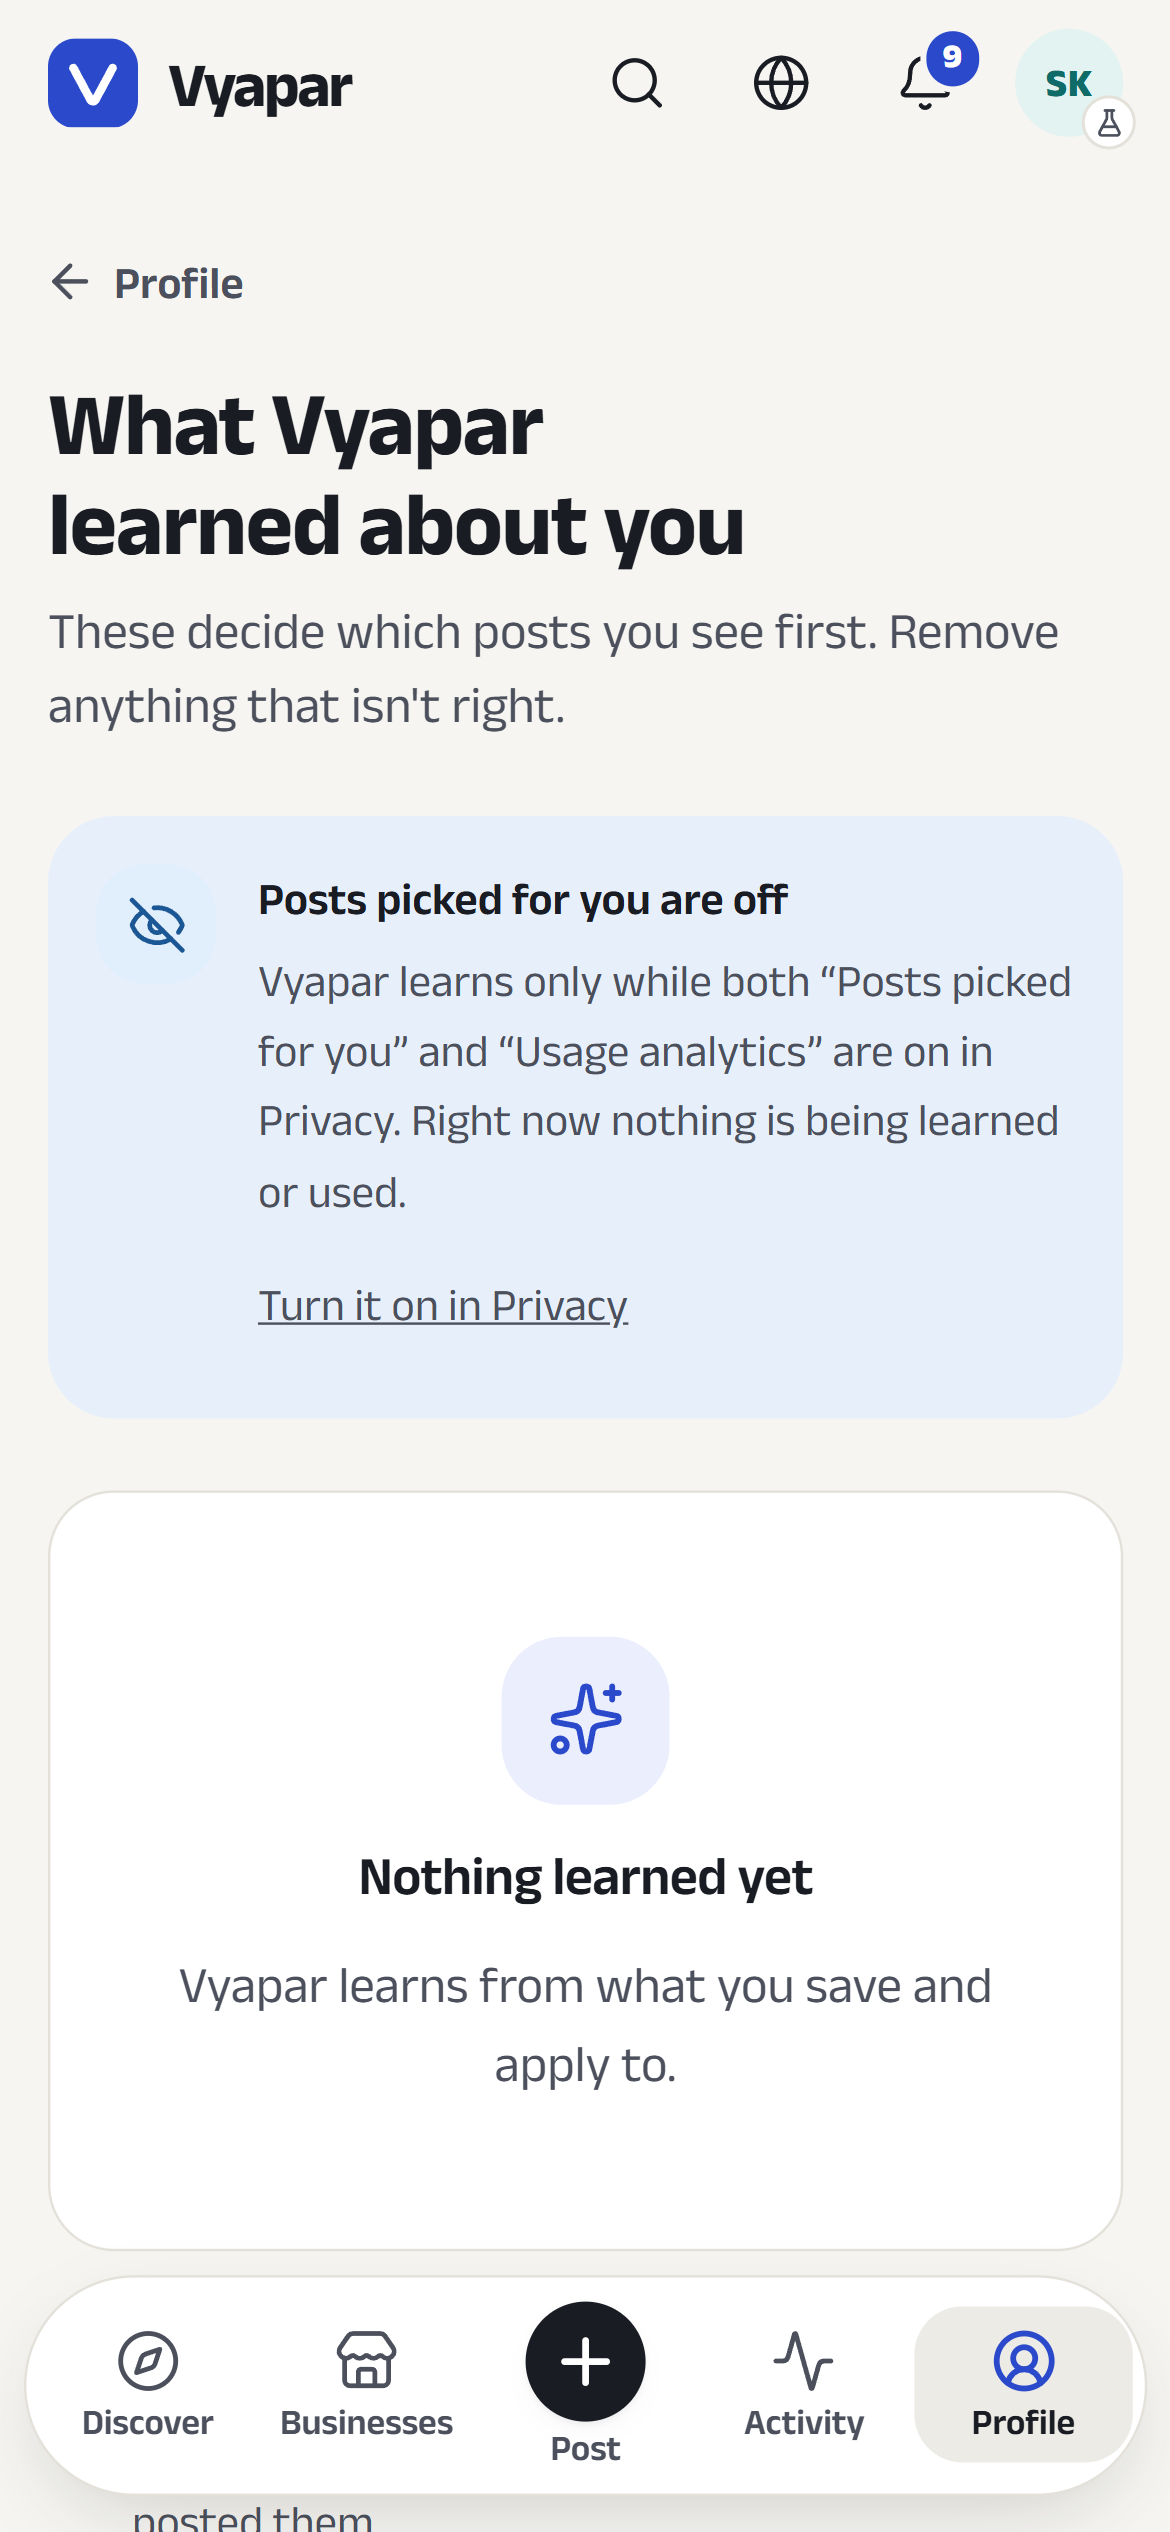 Vyapar
9
SK
Profile
What Vyapar
learned about you
These decide which posts you see first. Remove
anything that isn't right.
Posts picked for you are off
Vyapar learns only while both “Posts picked
for you” and “Usage analytics” are on in
Privacy. Right now nothing is being learned
or used.
Turn it on in Privacy
Nothing learned yet
Vyapar learns from what you save and
apply to.
Discover
Businesses
Post
Activity
Profile
posted them